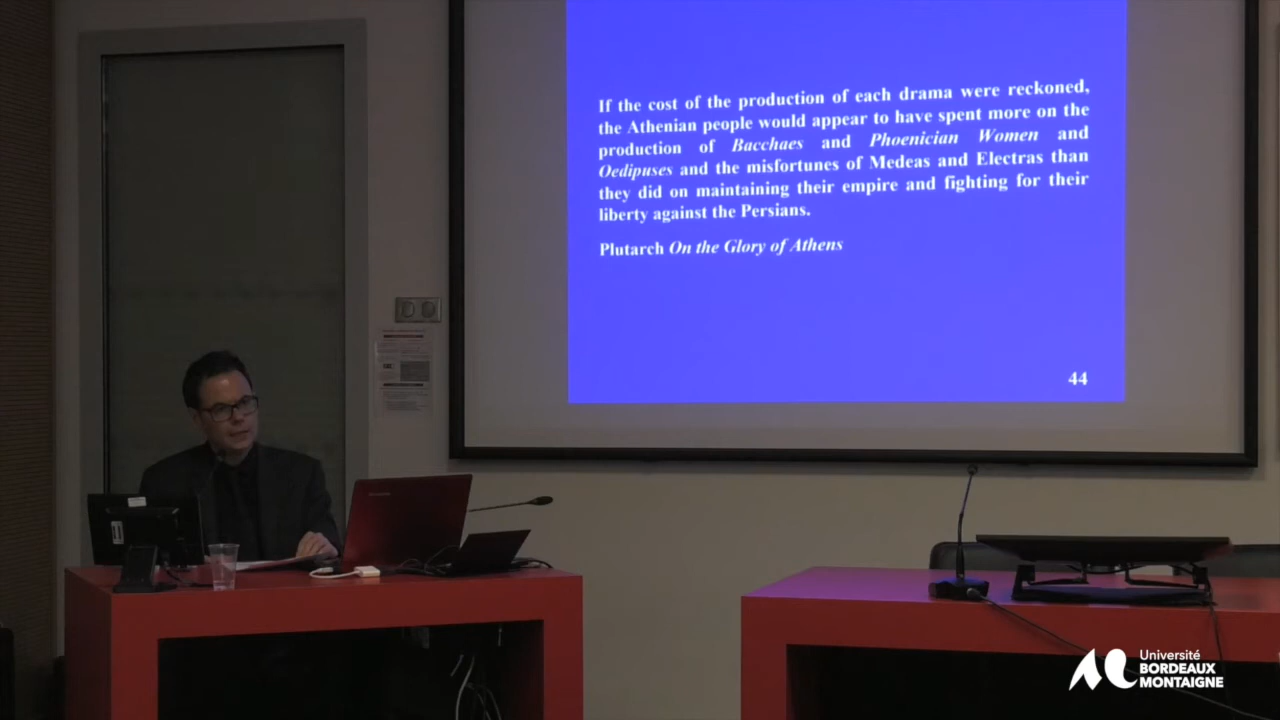 If the cost of the production of each drama were reckoned,
the Athenian people would appear to have spent more on the
production of Bacchaes and Phoenician Women and
Oedipuses and the misfortunes of Medeas and Electras than
they did on maintaining their empire and fighting for their
liberty against the Persians.
Plutarch On the Glory of Athens
44
Université
BORDEAUX
MONTAIGNE